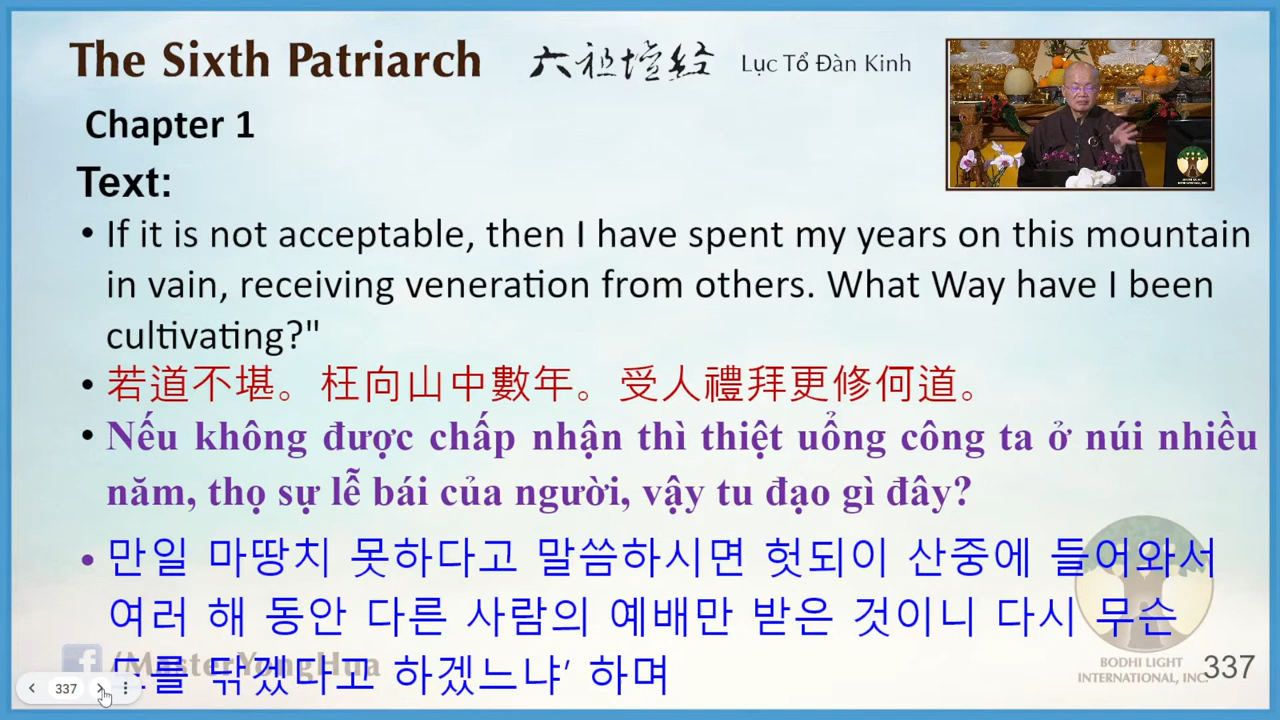 The Sixth Patriarch 六祖壇経 Lục Tổ Đàn Kinh
Chapter 1
Text:
• If it is not acceptable, then I have spent my years on this mountain
in vain, receiving veneration from others. What Way have I been
cultivating?"
• 若道不堪。枉向山中數年。受人禮拜更修何道。
• Nếu không được chấp nhận thì thiệt uổng công ta ở núi nhiều
năm, thọ sự lễ bái của người, vậy tu đạo gì đây?
• 만일 마땅치 못하다고 말씀하시면 헛되이 산중에 들어와서
여러 해 동안 다른 사람의 예배만 받은 것이니 다시 무슨
닦겠다고 하겠느냐’ 하며
/MasterYongHua
BODHI LIGHT
INTERNATIONAL, INC.
337
337